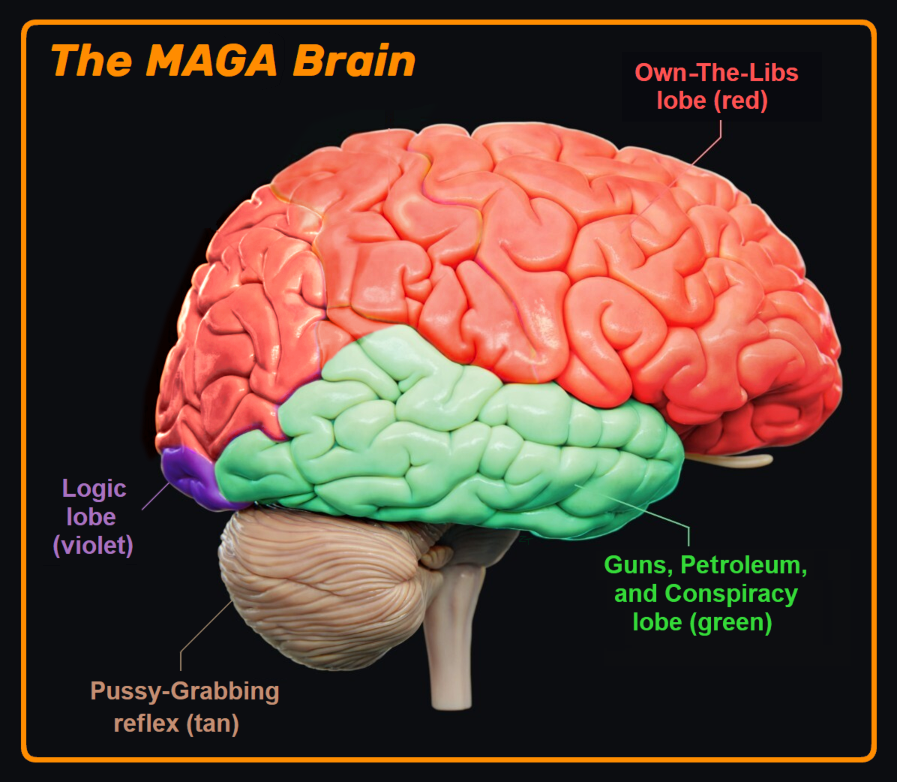 The MAGA Brain
Own-The-Libs
lobe (red)
Logic
lobe
(violet)
Guns, Petroleum,
and Conspiracy
lobe (green)
Pussy-Grabbing
reflex (tan)